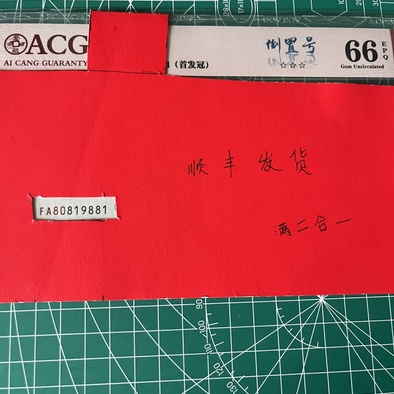 ACG
AI CANG GUARANTY
(首发冠)
倒置号
☆☆☆
66
EPQ
Gem Uncirculated
顺丰发货
FA80819881
满二合一